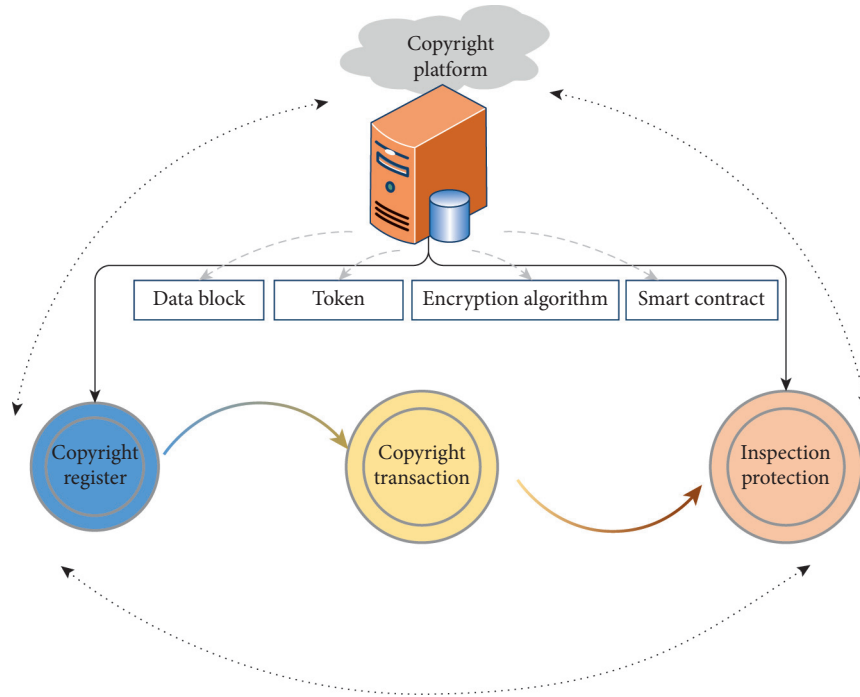 Copyright
platform
Data block
Token
Encryption algorithm
Smart contract
Copyright
register
Copyright
transaction
Inspection
protection